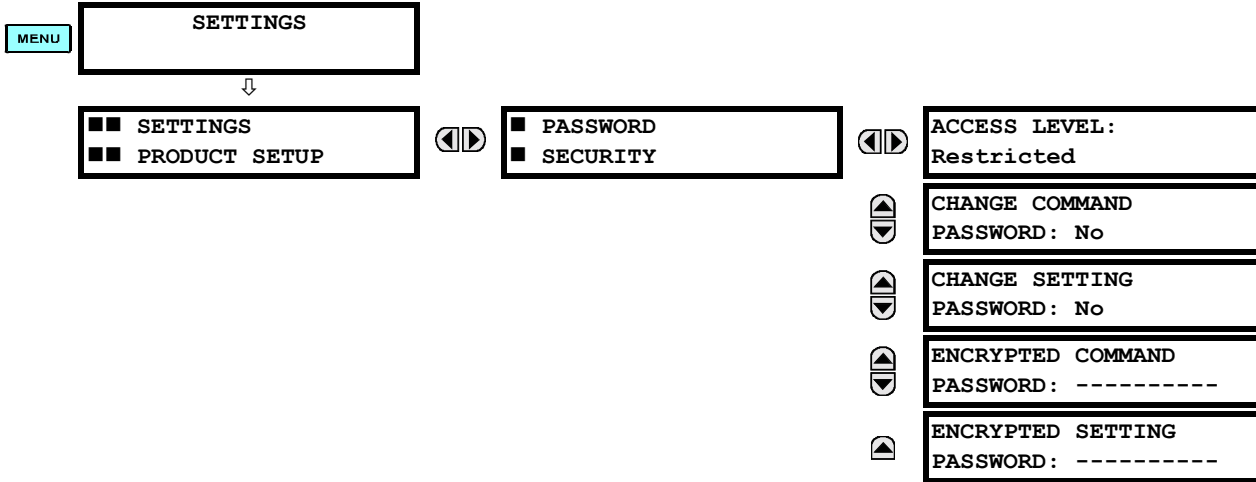 MENU
SETTINGS
⇩
■■ SETTINGS
■■ PRODUCT SETUP
■ PASSWORD
■ SECURITY
ACCESS LEVEL:
Restricted
CHANGE COMMAND
PASSWORD: No
CHANGE SETTING
PASSWORD: No
ENCRYPTED COMMAND
PASSWORD: ----------
ENCRYPTED SETTING
PASSWORD: ----------